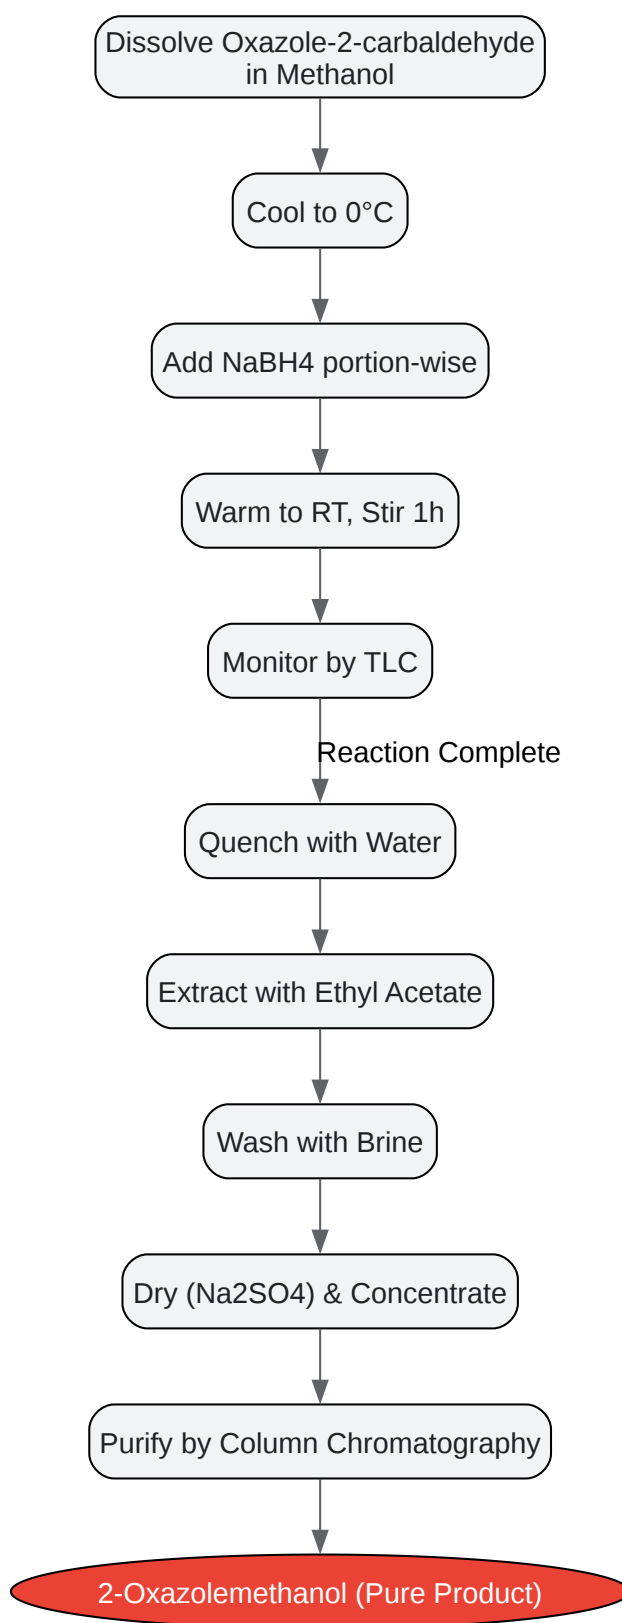 Dissolve Oxazole-2-carbaldehyde
in Methanol
Cool to 0°C
Add NaBH4 portion-wise
Warm to RT, Stir 1h
Monitor by TLC
Reaction Complete
Quench with Water
Extract with Ethyl Acetate
Wash with Brine
Dry (Na2SO4) & Concentrate
Purify by Column Chromatography
2-Oxazolemethanol (Pure Product)